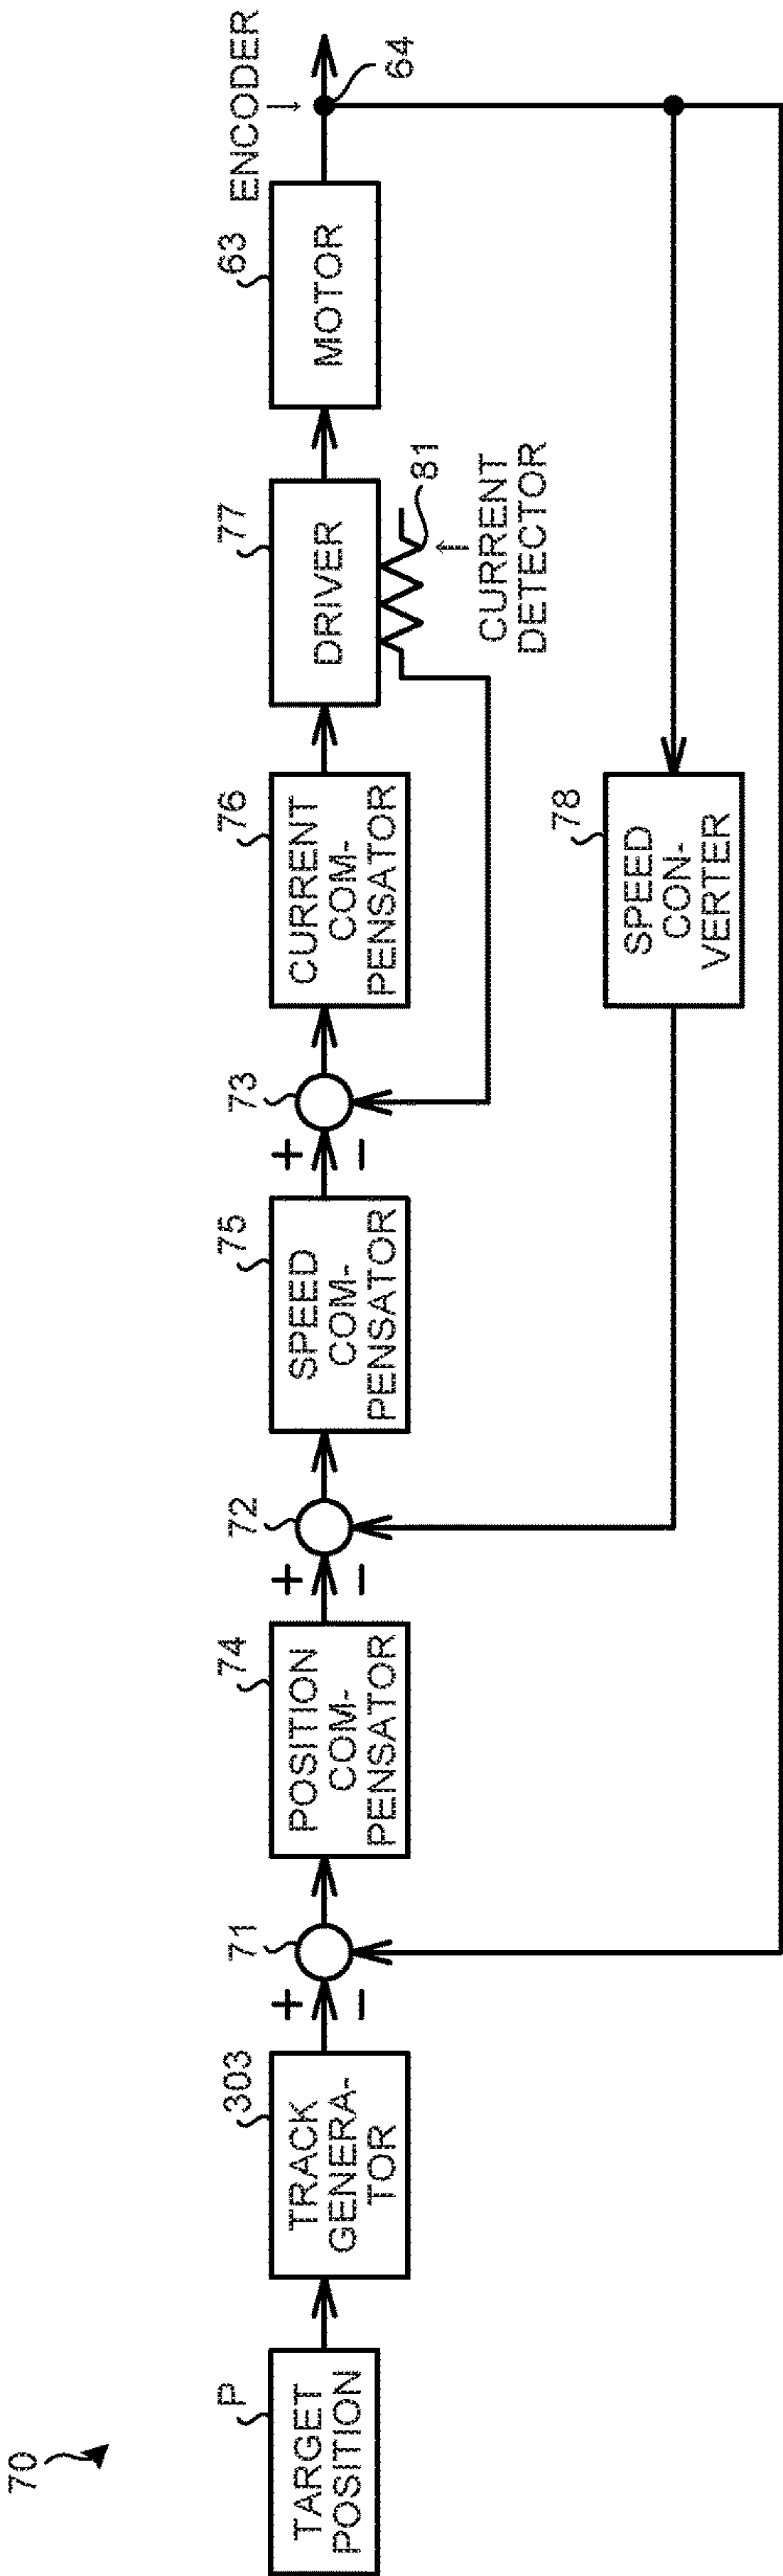 70
P
TARGET
POSITION
303
TRACK
GENERA-
TOR
+
−
71
74
POSITION
COM-
PENSATOR
+
−
72
75
SPEED
COM-
PENSATOR
+
−
73
76
CURRENT
COM-
PENSATOR
77
DRIVER
81
CURRENT
DETECTOR
63
MOTOR
ENCODER
64
78
SPEED
CON-
VERTER